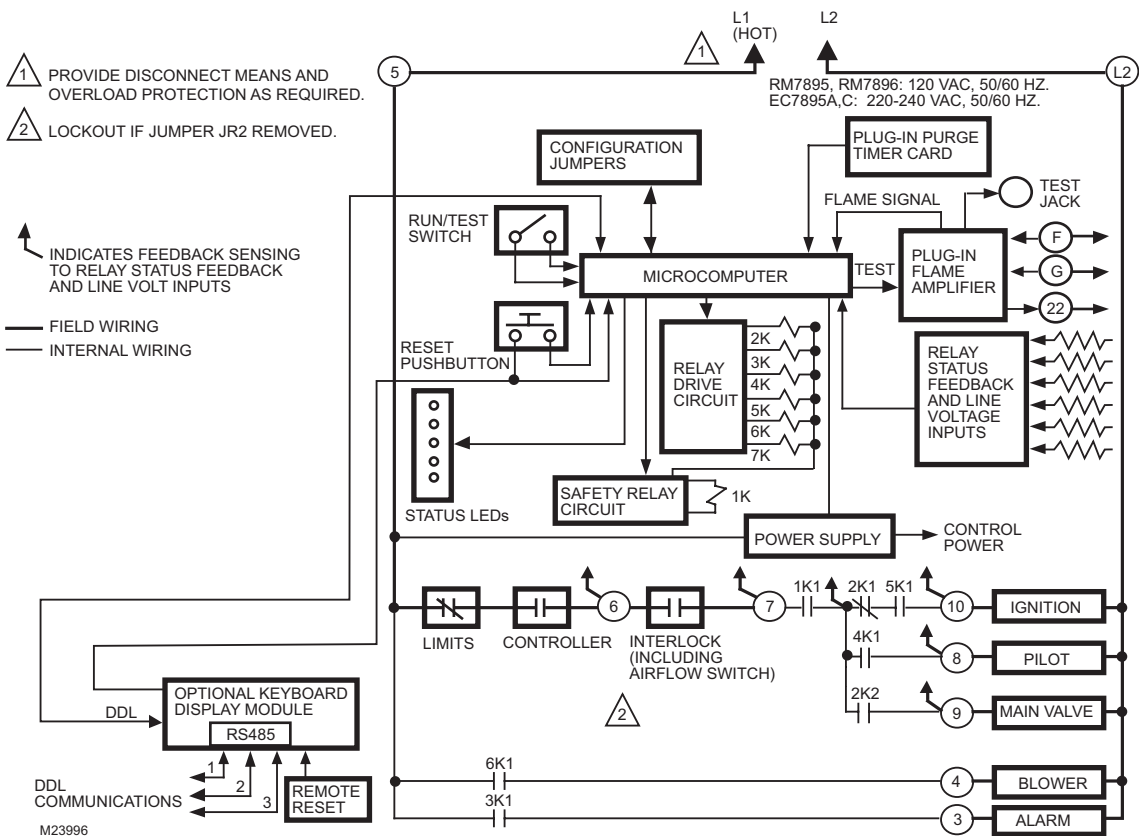 L1
(HOT)
L2
1
1 PROVIDE DISCONNECT MEANS AND
OVERLOAD PROTECTION AS REQUIRED.
2 LOCKOUT IF JUMPER JR2 REMOVED.
5
L2
RM7895, RM7896: 120 VAC, 50/60 HZ.
EC7895A,C: 220-240 VAC, 50/60 HZ.
INDICATES FEEDBACK SENSING
TO RELAY STATUS FEEDBACK
AND LINE VOLT INPUTS
FIELD WIRING
INTERNAL WIRING
CONFIGURATION
JUMPERS
PLUG-IN PURGE
TIMER CARD
RUN/TEST
SWITCH
FLAME SIGNAL
TEST
JACK
MICROCOMPUTER
TEST
PLUG-IN
FLAME
AMPLIFIER
F
G
22
RESET
PUSHBUTTON
RELAY
DRIVE
CIRCUIT
2K
3K
4K
5K
6K
7K
RELAY
STATUS
FEEDBACK
AND LINE
VOLTAGE
INPUTS
STATUS LEDs
SAFETY RELAY
CIRCUIT
1K
POWER SUPPLY
CONTROL
POWER
LIMITS
CONTROLLER
6
INTERLOCK
(INCLUDING
AIRFLOW SWITCH)
2
7
1K1
2K1
5K1
10
IGNITION
4K1
8
PILOT
2K2
9
MAIN VALVE
6K1
4
BLOWER
3K1
3
ALARM
DDL
OPTIONAL KEYBOARD
DISPLAY MODULE
RS485
1
2
3
DDL
COMMUNICATIONS
REMOTE
RESET
M23996